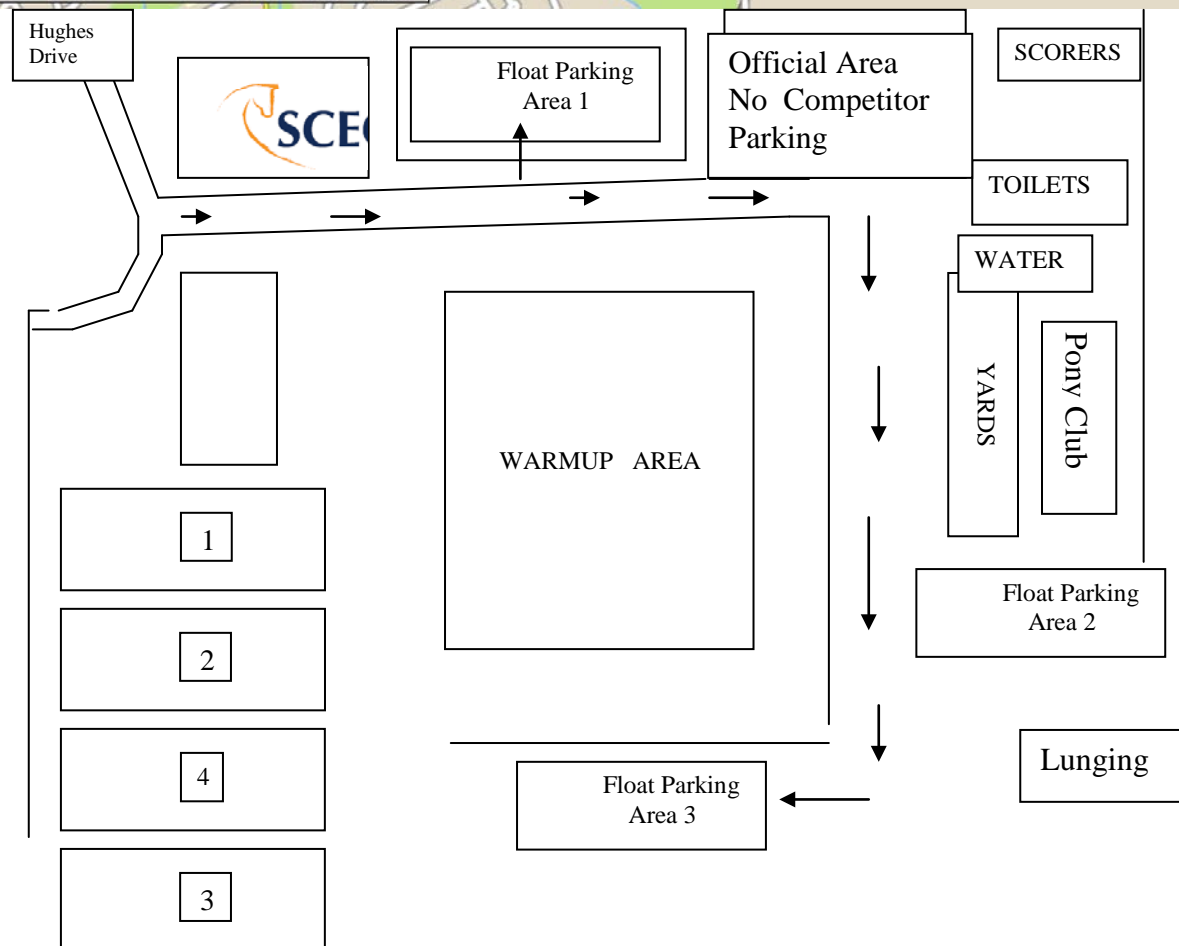 Hughes
Drive
Float Parking
Area 1
Official Area
No Competitor
Parking
SCORERS
TOILETS
WATER
YARDS
Pony Club
WARMUP AREA
1
2
4
3
Float Parking
Area 2
Lunging
Float Parking
Area 3